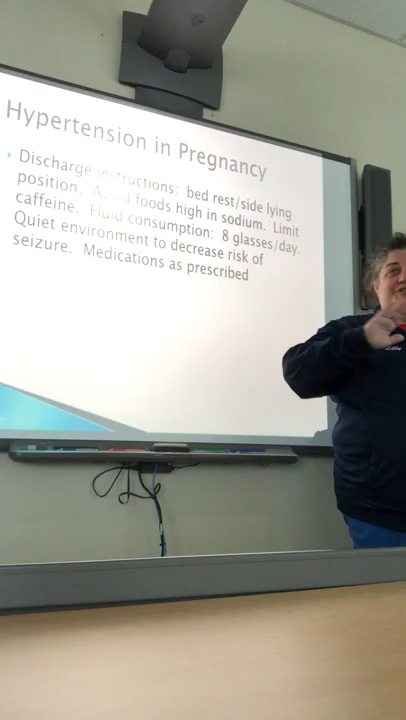 Hypertension in Pregnancy
Discharge instructions: bed rest/side lying
position. Avoid foods high in sodium. Limit
caffeine. Fluid consumption: 8 glasses/day.
Quiet environment to decrease risk of
seizure. Medications as prescribed